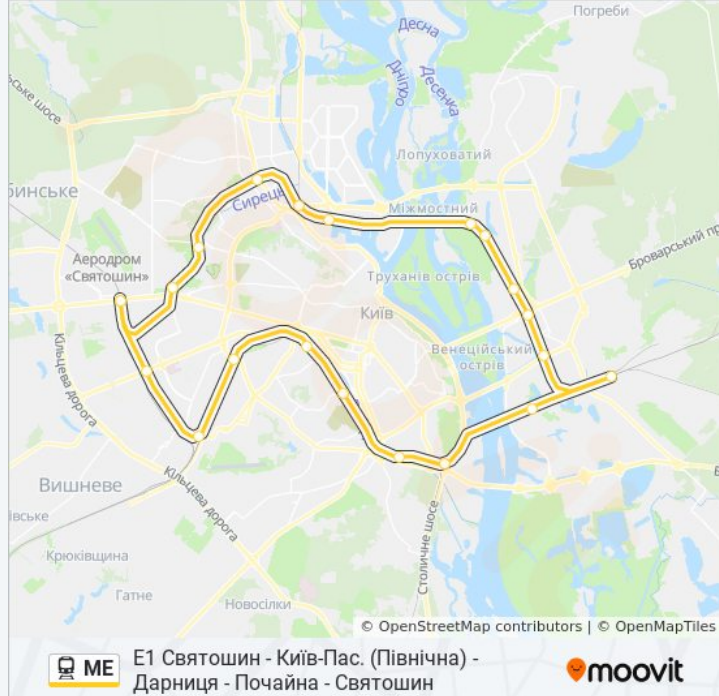 Погреби
Десна
Дніпро
Десенка
ське шосе
Лопуховатий
бинське
Сирець
Міжмостний
Аеродром
«Святошин»
Броварський пр
Труханів острів
Київ
Кільцева дорога
Венеційський
острів
Вишневе
Кільцева дорога
ївське
Столичне шосе
Крюківщина
Гатне
Новосілки
© OpenStreetMap contributors | © OpenMapTiles
ME
E1 Святошин - Київ-Пас. (Північна) -
Дарниця - Почайна - Святошин
moovit